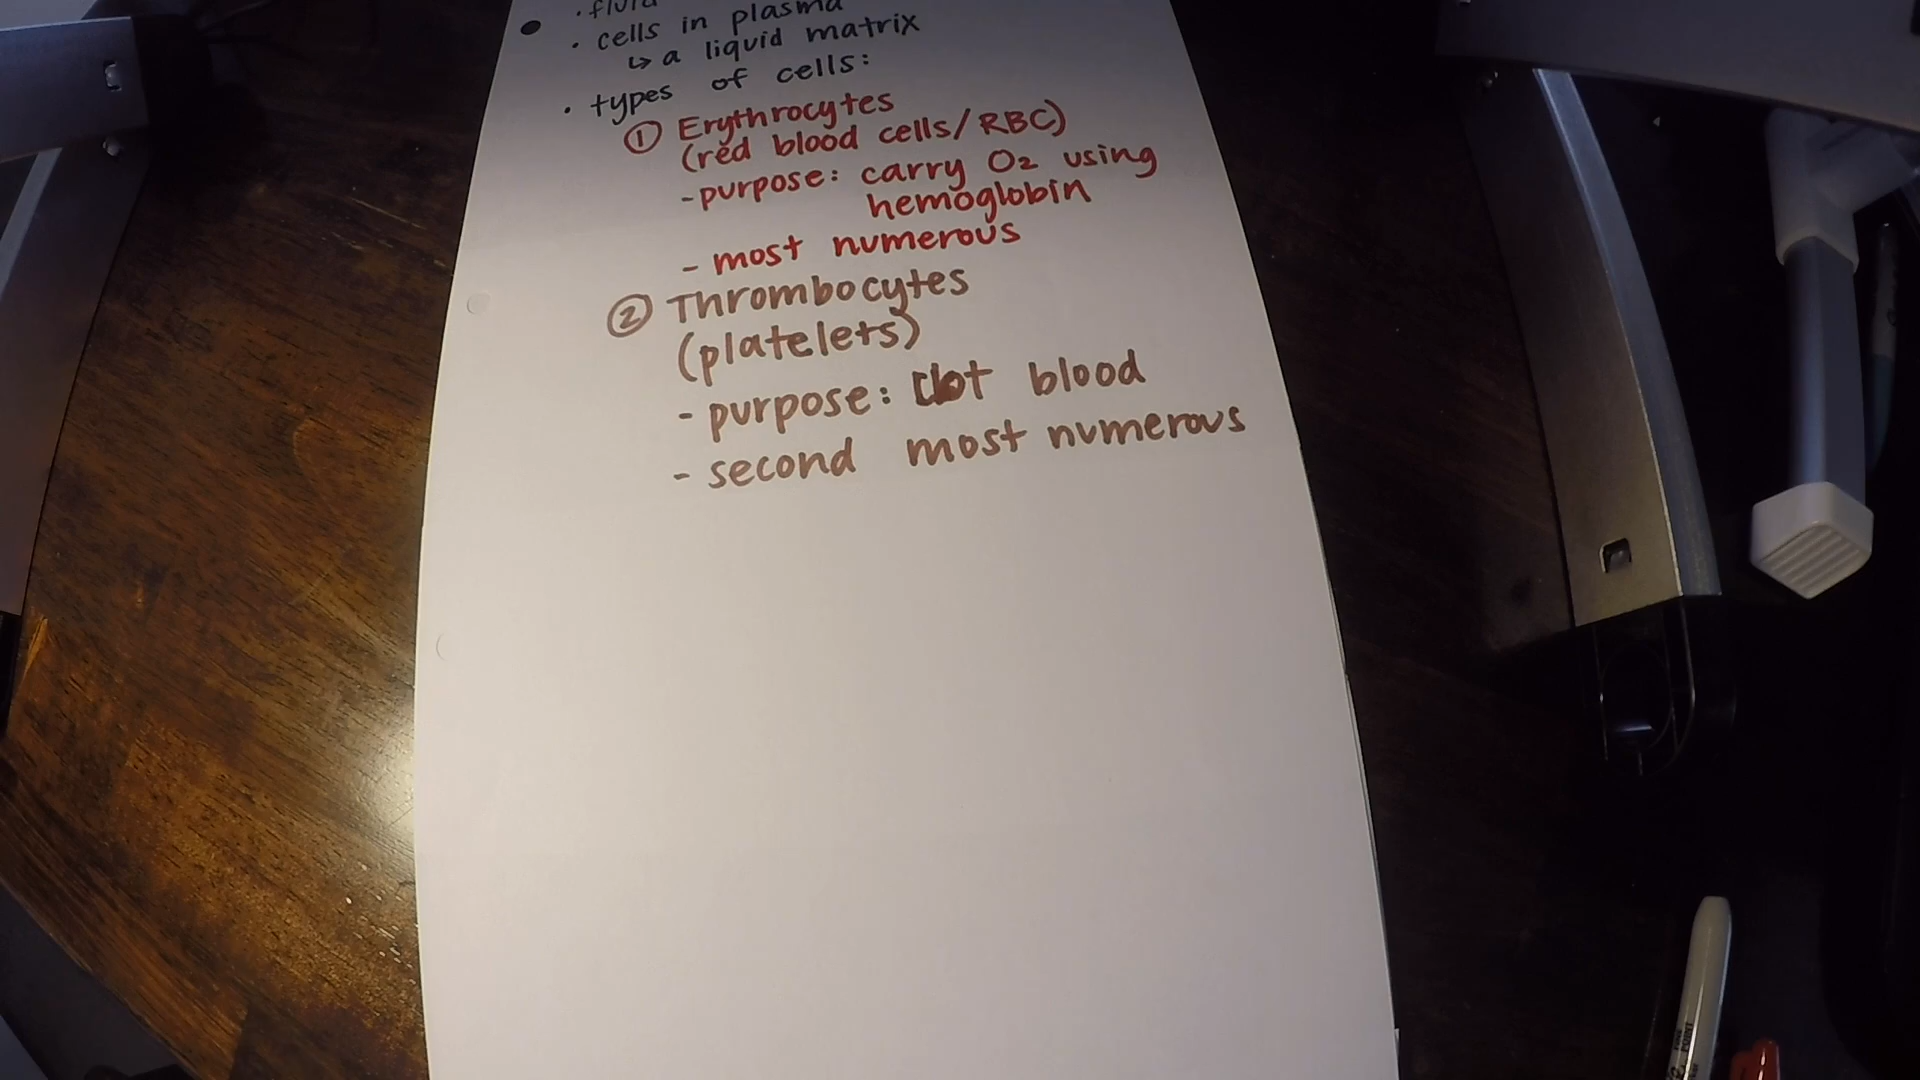 · fluid
· cells in plasma
↳ a liquid matrix
· types of cells:
① Erythrocytes
(red blood cells/RBC)
- purpose: carry O₂ using
hemoglobin
- most numerous
② Thrombocytes
(platelets)
- purpose: clot blood
- second most numerous